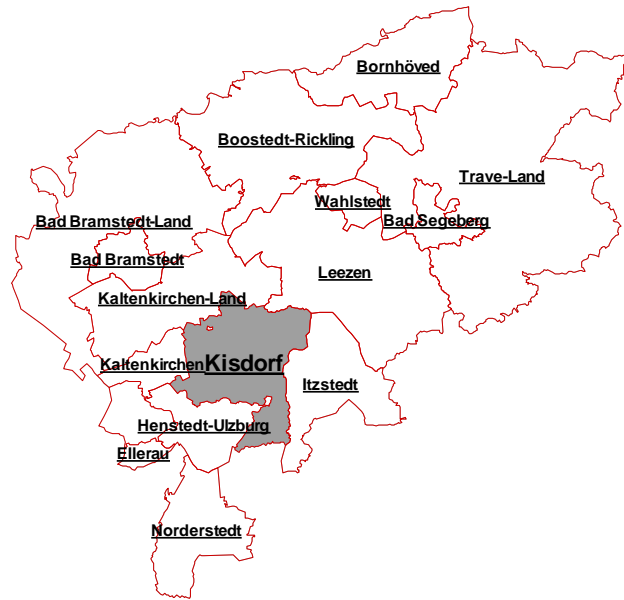 Bornhöved
Boostedt-Rickling
Trave-Land
Wahlstedt
Bad Segeberg
Bad Bramstedt-Land
Bad Bramstedt
Leezen
Kaltenkirchen-Land
Kaltenkirchen
Kisdorf
Itzstedt
Henstedt-Ulzburg
Ellerau
Norderstedt